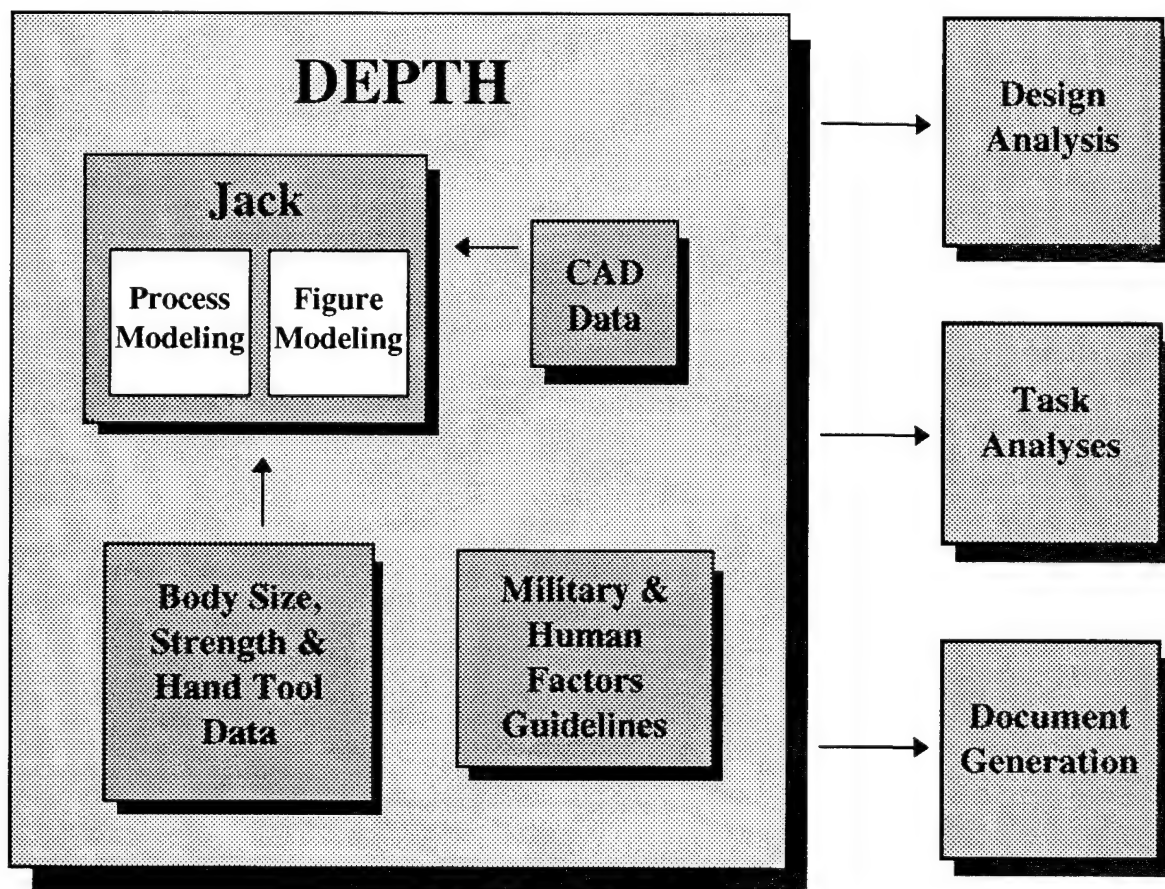 DEPTH
Jack
Process
Modeling
Figure
Modeling
CAD
Data
Body Size,
Strength &
Hand Tool
Data
Military &
Human
Factors
Guidelines
Design
Analysis
Task
Analyses
Document
Generation